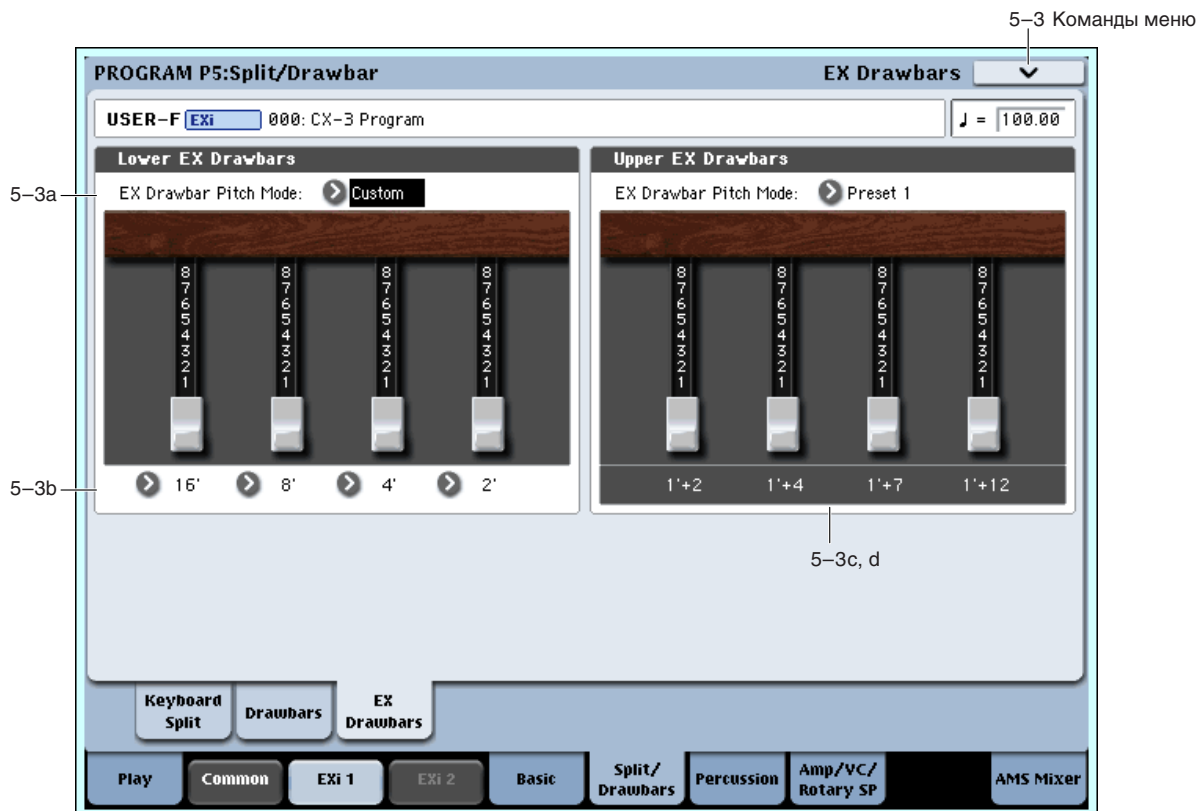 5–3 Команды меню
PROGRAM P5:Split/Drawbar
EX Drawbars
USER-F EXi 000: CX-3 Program
♩ = 100.00
Lower EX Drawbars
Upper EX Drawbars
5–3a
EX Drawbar Pitch Mode: Custom
EX Drawbar Pitch Mode: Preset 1
8 8 8 8 8 8 8 8
7 7 7 7 7 7 7 7
6 6 6 6 6 6 6 6
5 5 5 5 5 5 5 5
4 4 4 4 4 4 4 4
3 3 3 3 3 3 3 3
2 2 2 2 2 2 2 2
1 1 1 1 1 1 1 1
5–3b
16' 8' 4' 2'
1'+2 1'+4 1'+7 1'+12
5–3c, d
Keyboard Split
Drawbars
EX Drawbars
Play
Common
EXi 1
EXi 2
Basic
Split/ Drawbars
Percussion
Amp/VC/ Rotary SP
AMS Mixer